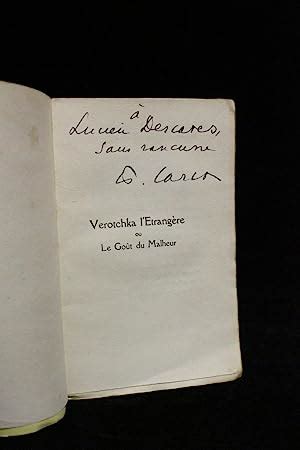 à
Lucien Descaves,
sans rancune
F. Carco
Verotchka l'Etrangère
ou
Le Goût du Malheur